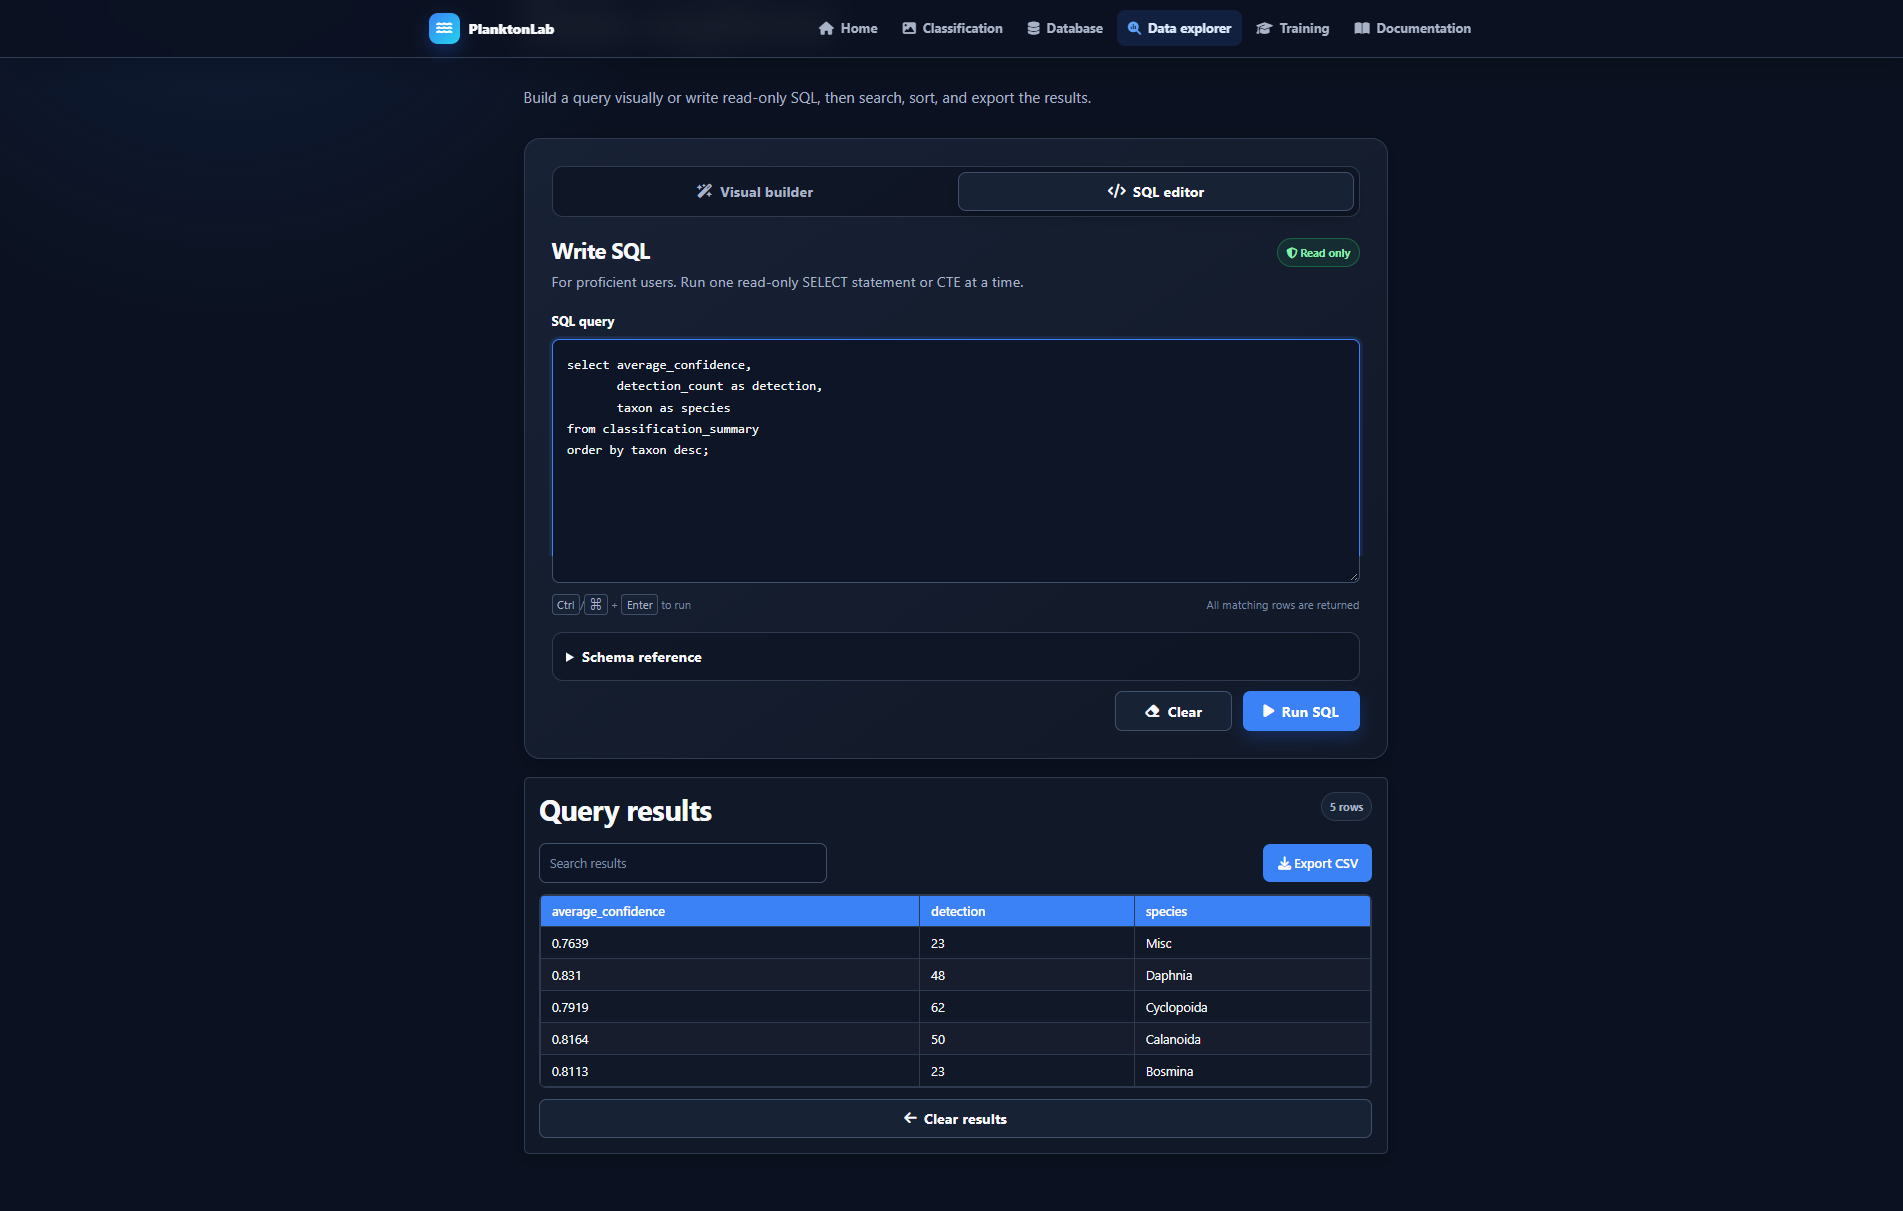 PlanktonLab
Home Classification Database Data explorer Training Documentation
Build a query visually or write read-only SQL, then search, sort, and export the results.
Visual builder
</> SQL editor
Write SQL
Read only
For proficient users. Run one read-only SELECT statement or CTE at a time.
SQL query
select average_confidence,
detection_count as detection,
taxon as species
from classification_summary
order by taxon desc;
Ctrl / ⌘ + Enter to run
All matching rows are returned
Schema reference
Clear
Run SQL
Query results
5 rows
Search results
Export CSV
average_confidence detection species
0.7639 23 Misc
0.831 48 Daphnia
0.7919 62 Cyclopoida
0.8164 50 Calanoida
0.8113 23 Bosmina
Clear results